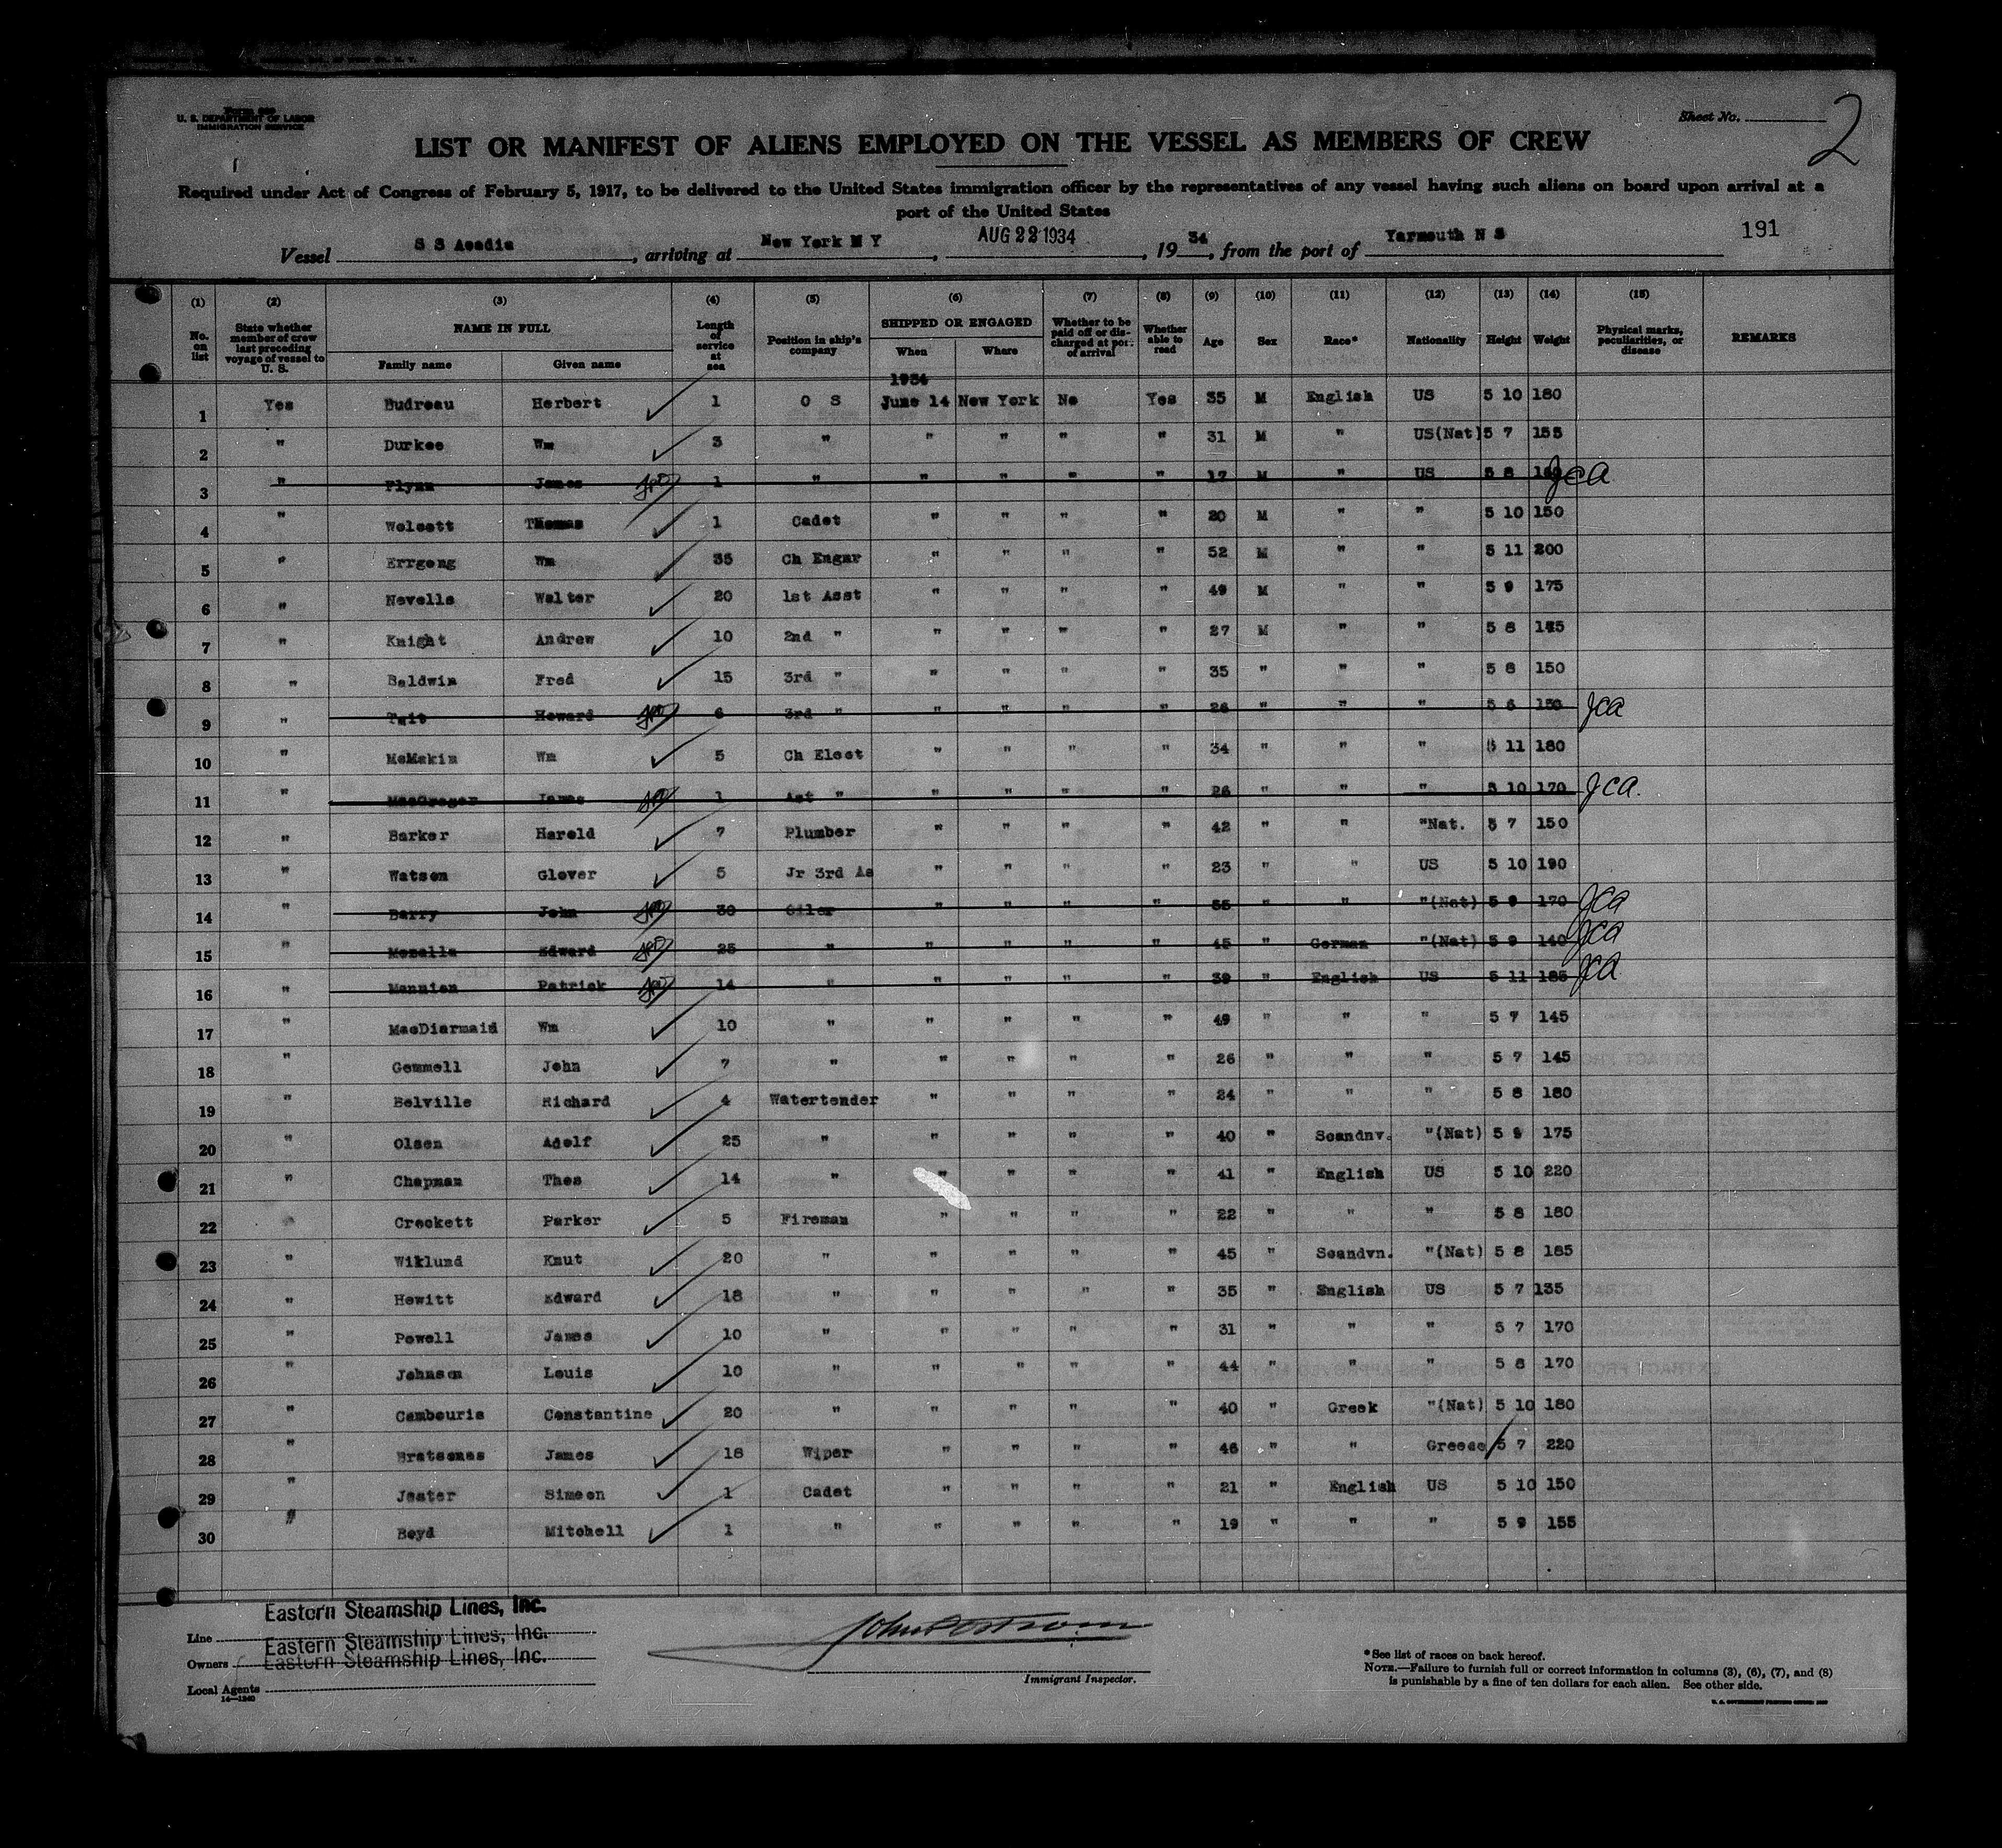 Form 689
U. S. DEPARTMENT OF LABOR
IMMIGRATION SERVICE
Sheet No.
2
LIST OR MANIFEST OF ALIENS EMPLOYED ON THE VESSEL AS MEMBERS OF CREW
Required under Act of Congress of February 5, 1917, to be delivered to the United States immigration officer by the representatives of any vessel having such aliens on board upon arrival at a
port of the United States
191
Vessel S S Acadia, arriving at New York N Y, AUG 22 1934, 1934, from the port of Yarmouth N S
(1) (2) (3) (4) (5) (6) (7) (8) (9) (10) (11) (12) (13) (14) (15)
No. on list State whether member of crew last preceding voyage of vessel to U. S. NAME IN FULL Family name Given name Length of service at sea Position in ship's company SHIPPED OR ENGAGED When Where Whether to be paid off or discharged at port of arrival Whether able to read Age Sex Race* Nationality Height Weight Physical marks, peculiarities, or disease REMARKS
1934
1 Yes Budreau Herbert 1 O S June 14 New York No Yes 35 M English US 5 10 180
2 " Durkee Wm 3 " " " " " 31 M " US(Nat) 5 7 155
3 " Flynn James 1 " " " " " 17 M " US 5 8 JCA
4 " Wolcott Thomas 1 Cadet " " " " 20 M " " 5 10 150
5 " Errgong Wm 35 Ch Engnr " " " " 52 M " " 5 11 200
6 " Nevells Walter 20 1st Asst " " " " 49 M " " 5 9 175
7 " Knight Andrew 10 2nd " " " " " 27 M " " 5 8
8 " Baldwin Fred 15 3rd " " " " " 35 " " " 5 8 150
9 " Tait Howard 6 3rd " " " " " 26 " " " 5 6 150 JCA
10 " McMakin Wm 5 Ch Elect " " " " 34 " " " 5 11 180
11 " MacGregor James 1 Ast " " " " " 26 " " " 5 10 170 JCA.
12 " Barker Harold 7 Plumber " " " " 42 " " "Nat. 5 7 150
13 " Watson Glover 5 Jr 3rd As " " " " 23 " " US 5 10 190
14 " Barry John 30 Oiler " " " " 55 " " "(Nat) 5 9 170 JCA
15 " Mozelle Edward 25 " " " " " 45 " German "(Nat) 5 9 140 JCA
16 " Mannion Patrick 14 " " " " " 39 " English US 5 11 185 JCA
17 " MacDiarmaid Wm 10 " " " " " 49 " " " 5 7 145
18 " Gemmell John 7 " " " " " 26 " " " 5 7 145
19 " Belville Richard 4 Watertender " " " " 24 " " " 5 8 180
20 " Olsen Adolf 25 " " " " " 40 " Scandnv. "(Nat) 5 9 175
21 " Chapman Thos 14 " " " " " 41 " English US 5 10 220
22 " Crockett Parker 5 Fireman " " " " 22 " " " 5 8 180
23 " Wiklund Knut 20 " " " " " 45 " Scandvn. "(Nat) 5 8 185
24 " Hewitt Edward 18 " " " " " 35 " English US 5 7 135
25 " Powell James 10 " " " " " 31 " " " 5 7 170
26 " Johnson Louis 10 " " " " " 44 " " " 5 8 170
27 " Cambouris Constantine 20 " " " " " 40 " Greek "(Nat) 5 10 180
28 " Bratsenas James 18 Wiper " " " " 46 " " Greece 5 7 220
29 " Jester Simeon 1 Cadet " " " " 21 " English US 5 10 150
30 " Boyd Mitchell 1 " " " " " 19 " " " 5 9 155
Eastern Steamship Lines, Inc.
Line Eastern Steamship Lines, Inc.
Owners Eastern Steamship Lines, Inc.
Local Agents
14—1240
Immigrant Inspector.
*See list of races on back hereof.
NOTE.—Failure to furnish full or correct information in columns (3), (6), (7), and (8)
is punishable by a fine of ten dollars for each alien. See other side.